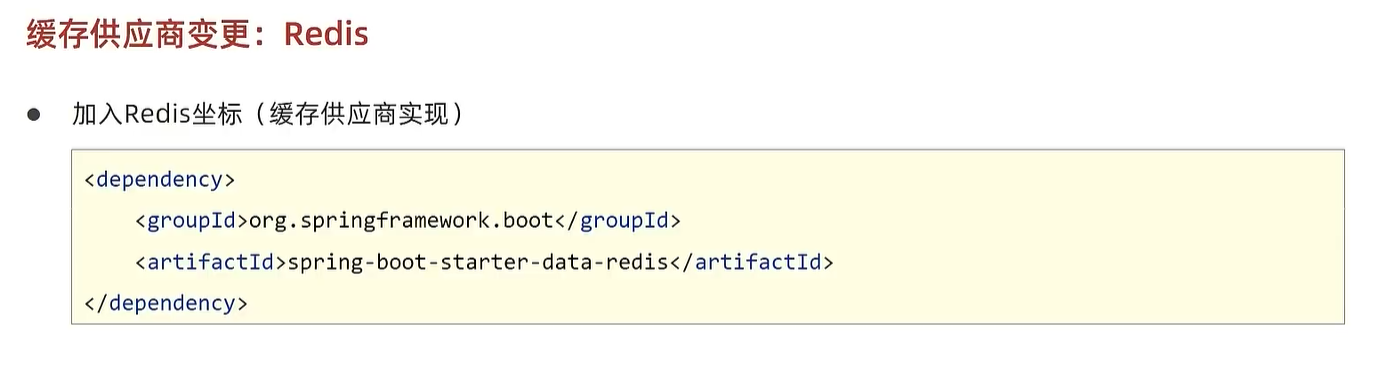 缓存供应商变更：Redis
● 加入Redis坐标（缓存供应商实现）
<dependency>
    <groupId>org.springframework.boot</groupId>
    <artifactId>spring-boot-starter-data-redis</artifactId>
</dependency>